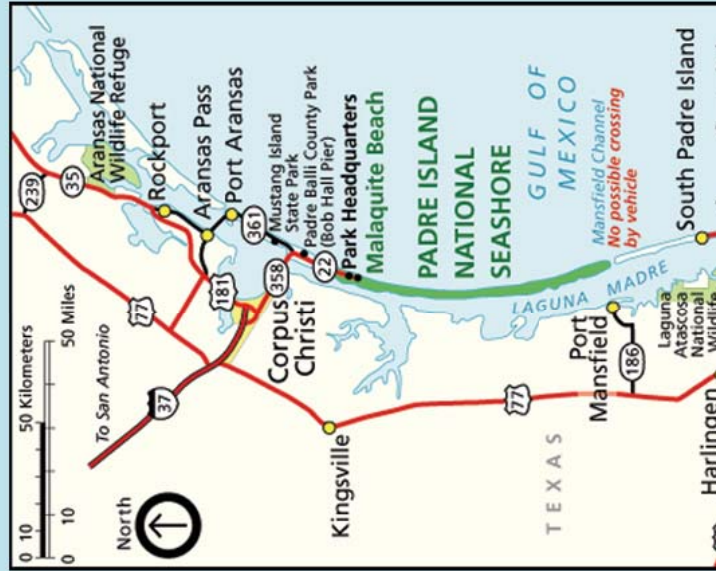 0 10 50 Kilometers
0 10 50 Miles
North
To San Antonio
37
77
239
35
Aransas National
Wildlife Refuge
Rockport
Aransas Pass
Port Aransas
181
361
Mustang Island
State Park
358
Padre Balli County Park
(Bob Hall Pier)
Corpus
Christi
22
Park Headquarters
Malaquite Beach
Kingsville
PADRE ISLAND
NATIONAL
SEASHORE
GULF OF
MEXICO
77
TEXAS
LAGUNA MADRE
Mansfield Channel
No possible crossing
by vehicle
Port
Mansfield
186
Laguna
Atascosa
National
Wildlife
South Padre Island
Harlingen